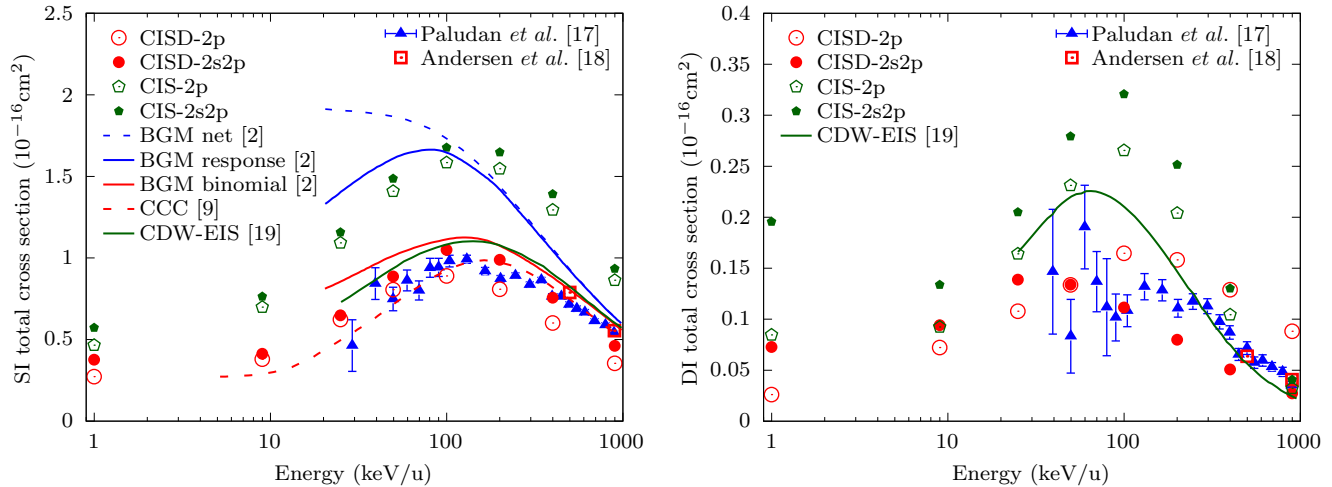 SI total cross section (10⁻¹⁶cm²)
2.5
2
1.5
1
0.5
0
CISD-2p
CISD-2s2p
CIS-2p
CIS-2s2p
BGM net [2]
BGM response [2]
BGM binomial [2]
CCC [9]
CDW-EIS [19]
Paludan et al. [17]
Andersen et al. [18]
1 10 100 1000
Energy (keV/u)
DI total cross section (10⁻¹⁶cm²)
0.4
0.35
0.3
0.25
0.2
0.15
0.1
0.05
0
CISD-2p
CISD-2s2p
CIS-2p
CIS-2s2p
CDW-EIS [19]
Paludan et al. [17]
Andersen et al. [18]
1 10 100 1000
Energy (keV/u)